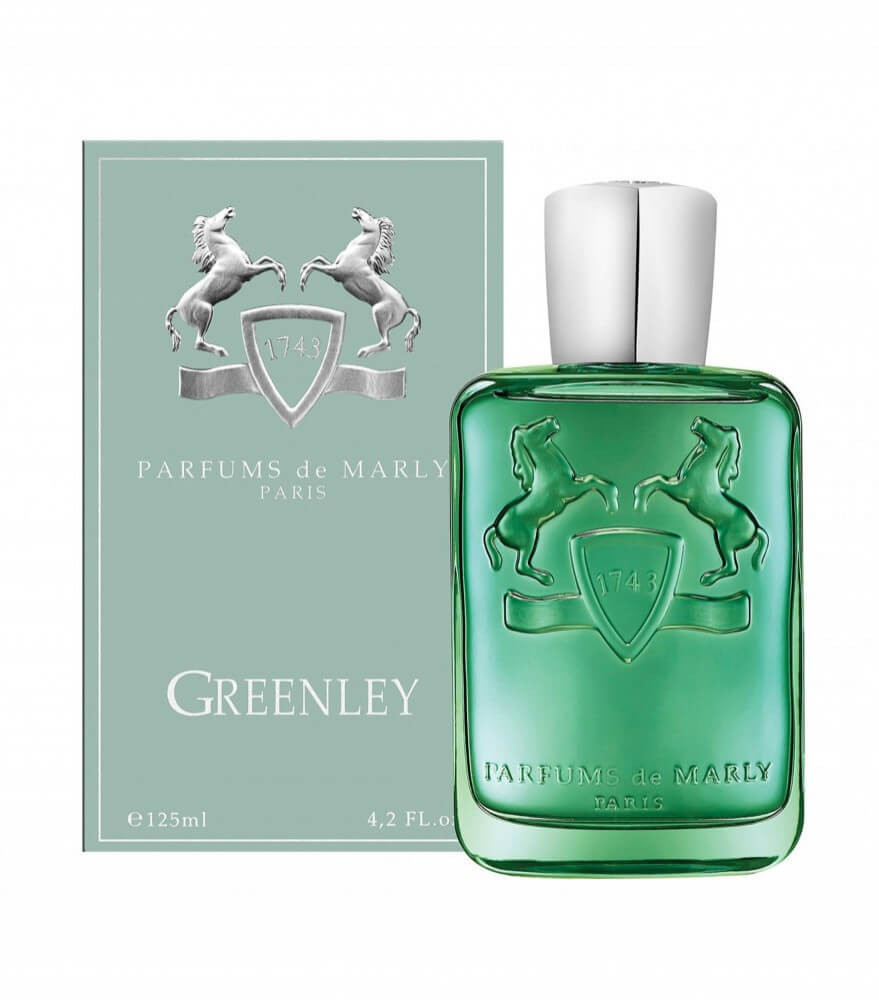 1743
PARFUMS de MARLY
PARIS
GREENLEY
e125ml
4,2 FL.o
1743
PARFUMS de MARLY
PARIS